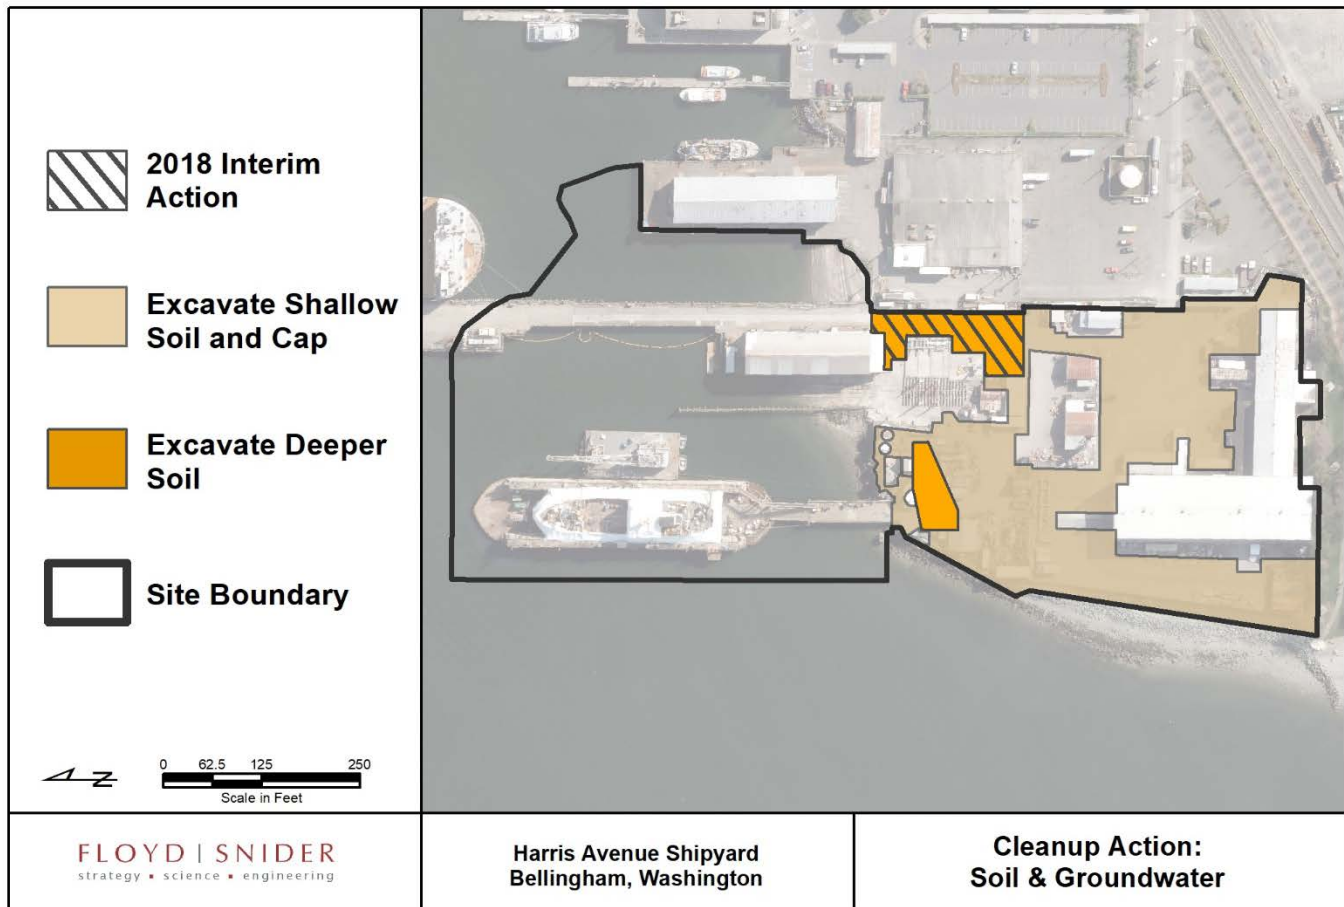 2018 Interim
Action
Excavate Shallow
Soil and Cap
Excavate Deeper
Soil
Site Boundary
N
0 62.5 125 250
Scale in Feet
FLOYD | SNIDER
strategy ▪ science ▪ engineering
Harris Avenue Shipyard
Bellingham, Washington
Cleanup Action:
Soil & Groundwater